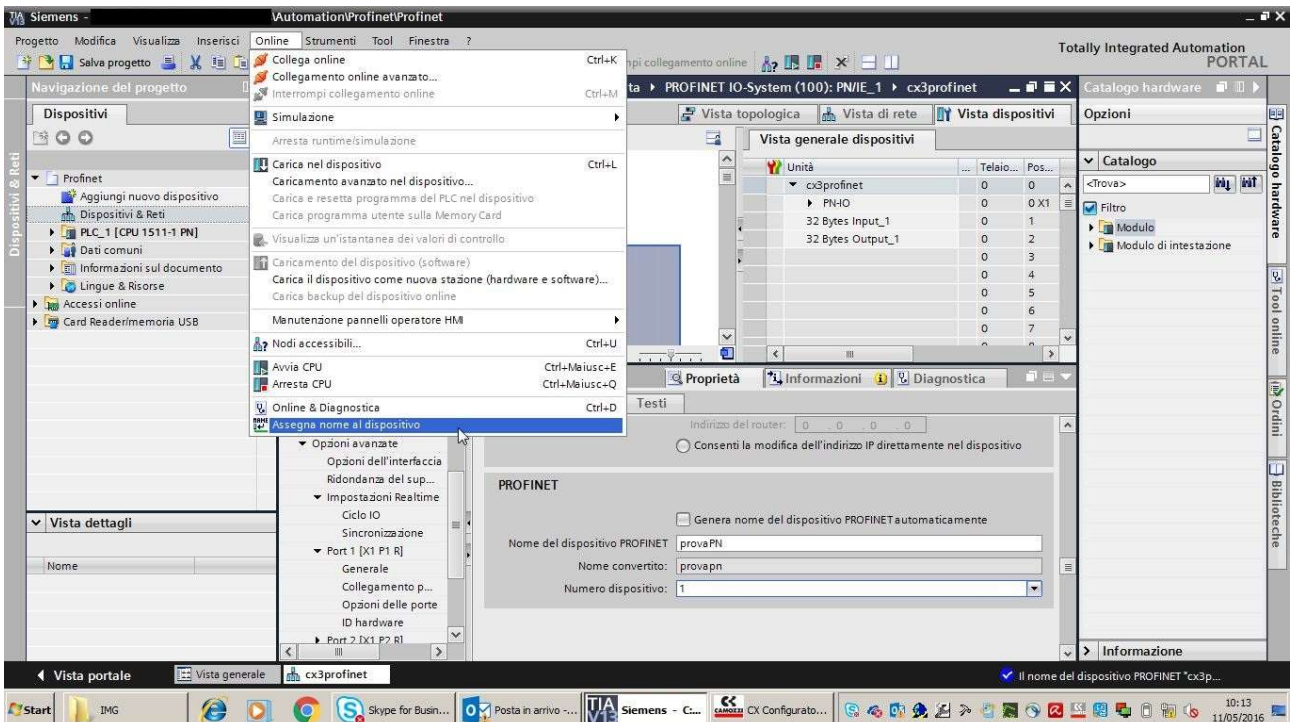 Siemens - \Automation\Profinet\Profinet
Progetto Modifica Visualizza Inserisci Online Strumenti Tool Finestra ?
Totally Integrated Automation
PORTAL
Salva progetto
Collega online Ctrl+K
Collegamento online avanzato...
Interrompi collegamento online Ctrl+M
Simulazione
Arresta runtime/simulazione
Carica nel dispositivo Ctrl+L
Caricamento avanzato nel dispositivo...
Carica e resetta programma del PLC nel dispositivo
Carica programma utente sulla Memory Card
Visualizza un'istantanea dei valori di controllo
Caricamento del dispositivo (software)
Carica il dispositivo come nuova stazione (hardware e software)...
Carica backup del dispositivo online
Manutenzione pannelli operatore HMI
Nodi accessibili... Ctrl+U
Avvia CPU Ctrl+Maiusc+E
Arresta CPU Ctrl+Maiusc+Q
Online & Diagnostica Ctrl+D
Assegna nome al dispositivo
collegamento online
Navigazione del progetto
Dispositivi
Dispositivi & Reti
Profinet
Aggiungi nuovo dispositivo
Dispositivi & Reti
PLC_1 [CPU 1511-1 PN]
Dati comuni
Informazioni sul documento
Lingue & Risorse
Accessi online
Card Reader/memoria USB
Vista dettagli
Nome
PROFINET IO-System (100): PN/IE_1 cx3profinet
Vista topologica Vista di rete Vista dispositivi
Vista generale dispositivi
Unità ... Telaio... Pos...
cx3profinet 0 0
PN-IO 0 0 X1
32 Bytes Input_1 0 1
32 Bytes Output_1 0 2
0 3
0 4
0 5
0 6
0 7
Proprietà Informazioni Diagnostica
Testi
Opzioni avanzate
Opzioni dell'interfaccia
Ridondanza del sup...
Impostazioni Realtime
Ciclo IO
Sincronizzazione
Port 1 [X1 P1 R]
Generale
Collegamento p...
Opzioni delle porte
ID hardware
Port 2 [X1 P2 R]
Indirizzo del router: 0 . 0 . 0 . 0
Consenti la modifica dell'indirizzo IP direttamente nel dispositivo
PROFINET
Genera nome del dispositivo PROFINET automaticamente
Nome del dispositivo PROFINET provaPN
Nome convertito: provapn
Numero dispositivo: 1
Catalogo hardware
Opzioni
Catalogo
<Trova>
Filtro
Modulo
Modulo di intestazione
Informazione
Catalogo hardware
Tool online
Ordini
Biblioteche
Vista portale Vista generale cx3profinet
Il nome del dispositivo PROFINET "cx3p...
Start IMG Skype for Busin... Posta in arrivo -... TIA V13 Siemens - C:... CAMOZZI CX Configurato...
10:13
11/05/2016